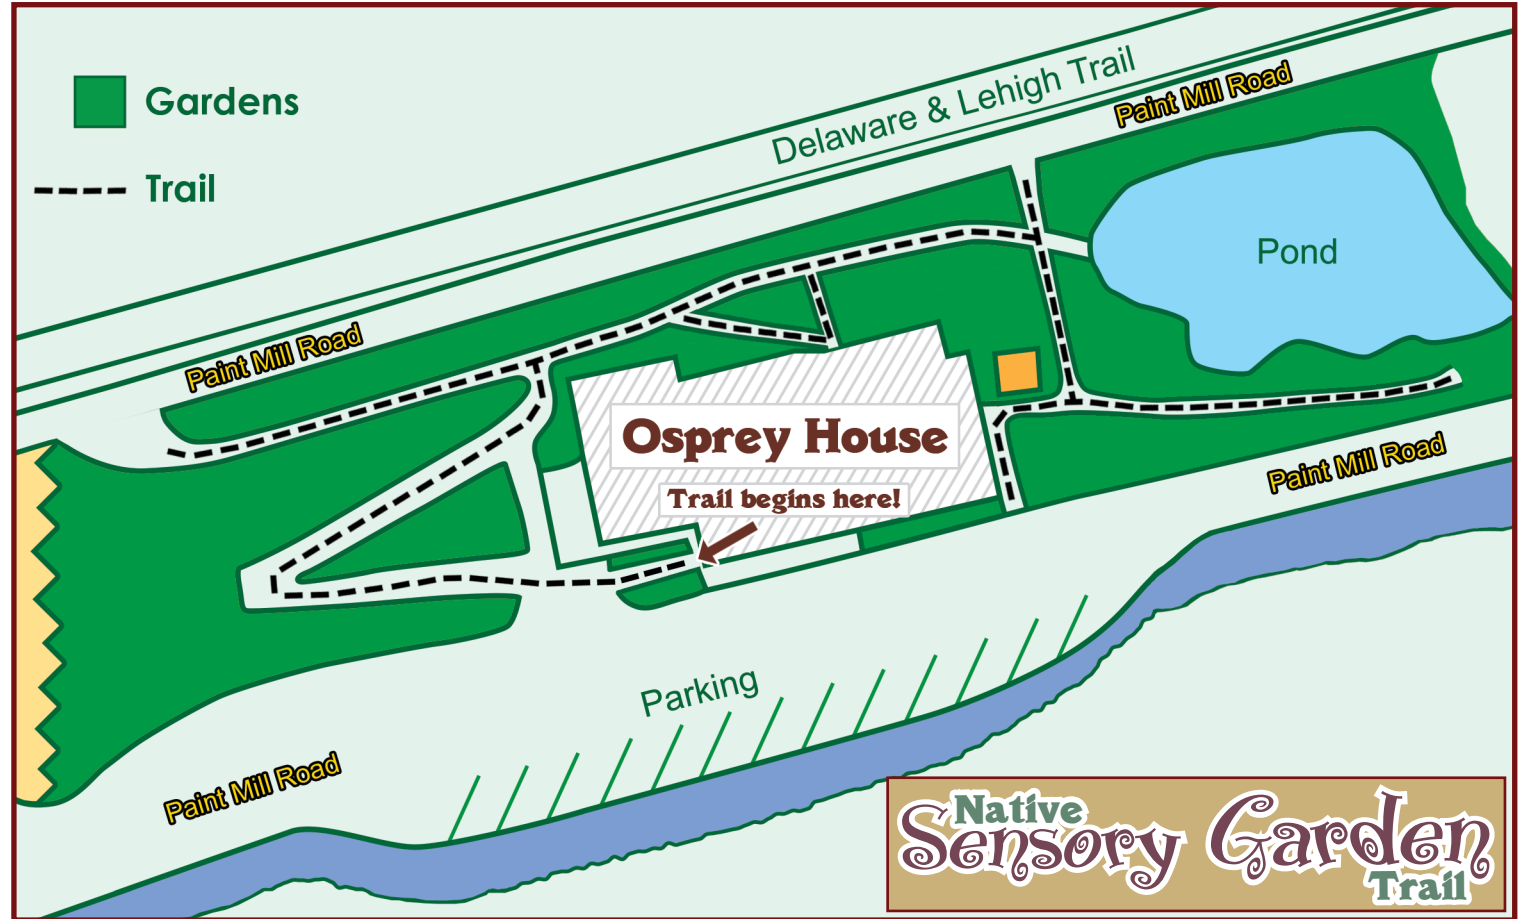 Gardens
Trail
Delaware & Lehigh Trail
Paint Mill Road
Pond
Paint Mill Road
Osprey House
Trail begins here!
Paint Mill Road
Parking
Paint Mill Road
Native
Sensory Garden
Trail